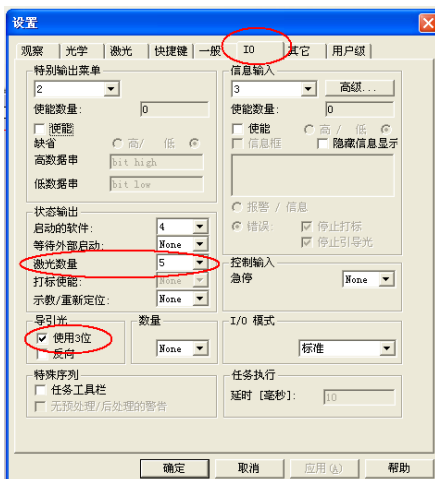 设置
观察 光学 激光 快捷键 一般 IO 其它 用户级
特别输出菜单
2
使能数量: 0
使能
缺省 高/ 低
高数据串 bit high
低数据串 bit low
状态输出
启动的软件: 4
等待外部启动: None
激光数量 5
打标使能: None
示教/重新定位: None
导引光
使用3位
反向
数量
None
特殊序列
任务工具栏
无预处理/后处理的警告
信息输入
3 高级...
使能数量: 0
使能 高/ 低
信息框 隐藏信息显示
报警 / 信息
错误: 停止打标
停止引导光
控制输入
急停 None
I/O 模式
标准
任务执行
延时 [毫秒]: 10
确定 取消 应用(A) 帮助